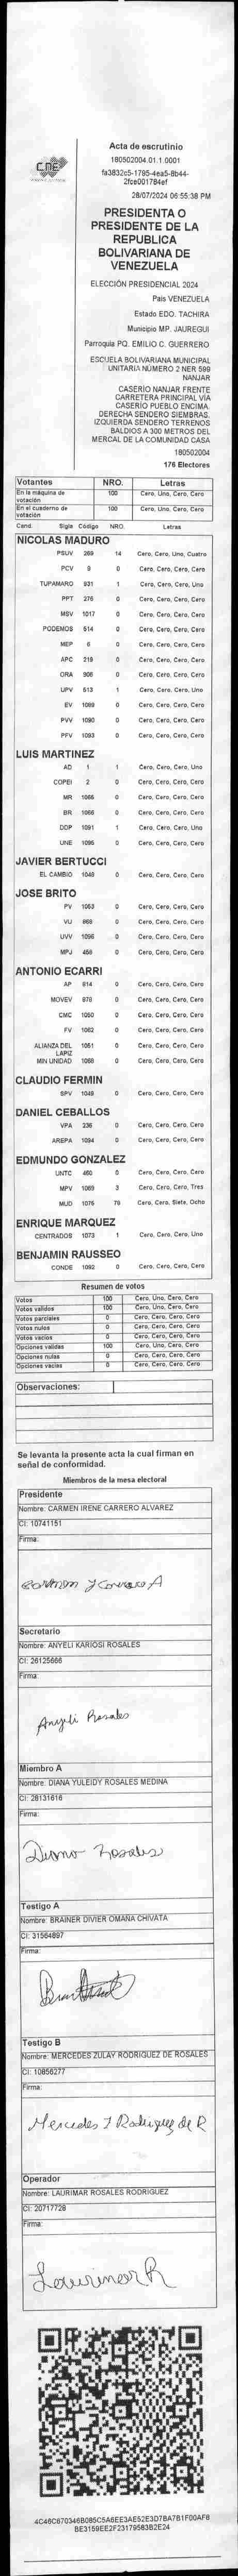 CNE
Acta de escrutinio
180502004.01.1.0001
fa3832c5-1795-4ea5-8b44-
2fce001784ef
28/07/2024 06:55:38 PM
PRESIDENTA O
PRESIDENTE DE LA
REPUBLICA
BOLIVARIANA DE
VENEZUELA
ELECCIÓN PRESIDENCIAL 2024
País VENEZUELA
Estado EDO. TACHIRA
Municipio MP. JAUREGUI
Parroquia PQ. EMILIO C. GUERRERO
ESCUELA BOLIVARIANA MUNICIPAL
UNITARIA NÚMERO 2 NER 599
NANJAR
CASERÍO NANJAR FRENTE
CARRETERA PRINCIPAL VÍA
CASERÍO PUEBLO ENCIMA.
DERECHA SENDERO SIEMBRAS.
IZQUIERDA SENDERO TERRENOS
BALDIOS A 300 METROS DEL
MERCAL DE LA COMUNIDAD CASA
180502004
176 Electores
Votantes NRO. Letras
En la máquina de votación 100 Cero, Uno, Cero, Cero
En el cuaderno de votación 100 Cero, Uno, Cero, Cero
Cand. Sigla Código NRO. Letras
NICOLAS MADURO
PSUV 269 14 Cero, Cero, Uno, Cuatro
PCV 9 0 Cero, Cero, Cero, Cero
TUPAMARO 931 1 Cero, Cero, Cero, Uno
PPT 276 0 Cero, Cero, Cero, Cero
MSV 1017 0 Cero, Cero, Cero, Cero
PODEMOS 514 0 Cero, Cero, Cero, Cero
MEP 6 0 Cero, Cero, Cero, Cero
APC 219 0 Cero, Cero, Cero, Cero
ORA 906 0 Cero, Cero, Cero, Cero
UPV 513 1 Cero, Cero, Cero, Uno
EV 1089 0 Cero, Cero, Cero, Cero
PVV 1090 0 Cero, Cero, Cero, Cero
PFV 1093 0 Cero, Cero, Cero, Cero
LUIS MARTINEZ
AD 1 1 Cero, Cero, Cero, Uno
COPEI 2 0 Cero, Cero, Cero, Cero
MR 1065 0 Cero, Cero, Cero, Cero
BR 1066 0 Cero, Cero, Cero, Cero
DDP 1091 1 Cero, Cero, Cero, Uno
UNE 1095 0 Cero, Cero, Cero, Cero
JAVIER BERTUCCI
EL CAMBIO 1048 0 Cero, Cero, Cero, Cero
JOSE BRITO
PV 1053 0 Cero, Cero, Cero, Cero
VU 868 0 Cero, Cero, Cero, Cero
UVV 1096 0 Cero, Cero, Cero, Cero
MPJ 458 0 Cero, Cero, Cero, Cero
ANTONIO ECARRI
AP 814 0 Cero, Cero, Cero, Cero
MOVEV 978 0 Cero, Cero, Cero, Cero
CMC 1050 0 Cero, Cero, Cero, Cero
FV 1062 0 Cero, Cero, Cero, Cero
ALIANZA DEL LAPIZ 1051 0 Cero, Cero, Cero, Cero
MIN UNIDAD 1068 0 Cero, Cero, Cero, Cero
CLAUDIO FERMIN
SPV 1049 0 Cero, Cero, Cero, Cero
DANIEL CEBALLOS
VPA 236 0 Cero, Cero, Cero, Cero
AREPA 1094 0 Cero, Cero, Cero, Cero
EDMUNDO GONZALEZ
UNTC 460 0 Cero, Cero, Cero, Cero
MPV 1069 3 Cero, Cero, Cero, Tres
MUD 1075 78 Cero, Cero, Siete, Ocho
ENRIQUE MARQUEZ
CENTRADOS 1073 1 Cero, Cero, Cero, Uno
BENJAMIN RAUSSEO
CONDE 1092 0 Cero, Cero, Cero, Cero
Resumen de votos
Votos 100 Cero, Uno, Cero, Cero
Votos validos 100 Cero, Uno, Cero, Cero
Votos parciales 0 Cero, Cero, Cero, Cero
Votos nulos 0 Cero, Cero, Cero, Cero
Votos vacios 0 Cero, Cero, Cero, Cero
Opciones validas 100 Cero, Uno, Cero, Cero
Opciones nulas 0 Cero, Cero, Cero, Cero
Opciones vacias 0 Cero, Cero, Cero, Cero
Observaciones:
Se levanta la presente acta la cual firman en
señal de conformidad.
Miembros de la mesa electoral
Presidente
Nombre: CARMEN IRENE CARRERO ALVAREZ
CI: 10741151
Firma:
Carmen I Carrero A
Secretario
Nombre: ANYELI KARIOSI ROSALES
CI: 26125666
Firma:
Anyeli Rosales
Miembro A
Nombre: DIANA YULEIDY ROSALES MEDINA
CI: 28131616
Firma:
Diana Rosales
Testigo A
Nombre: BRAINER DIVIER OMAÑA CHIVATA
CI: 31564897
Firma:
Testigo B
Nombre: MERCEDES ZULAY RODRIGUEZ DE ROSALES
CI: 10856277
Firma:
Mercedes Z Rodriguez de R
Operador
Nombre: LAURIMAR ROSALES RODRIGUEZ
CI: 20717728
Firma:
Laurimar R
4C46C670346B085C5A6EE3AE52E3D7BA7B1F00AF8
BE3159EE2F23179563B2E24